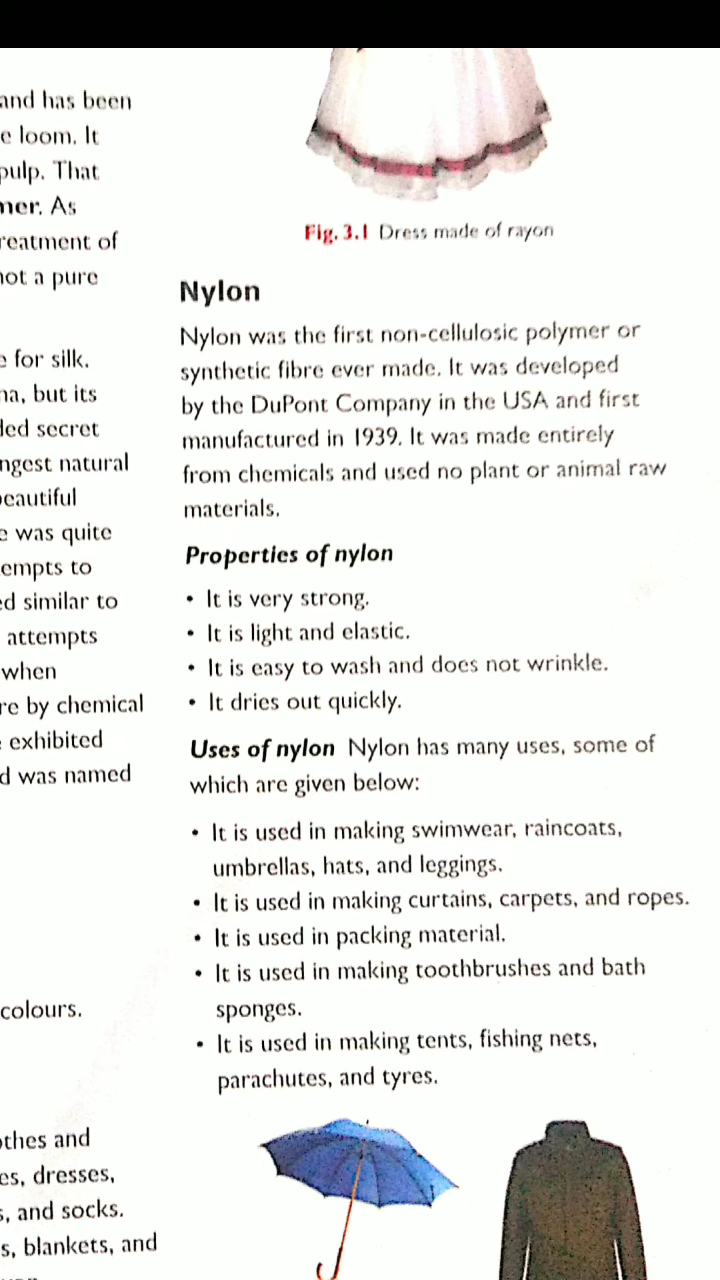 and has been
e loom. It
pulp. That
mer. As
reatment of
not a pure
e for silk.
na, but its
ded secret
ngest natural
beautiful
e was quite
empts to
ed similar to
attempts
when
re by chemical
exhibited
d was named
colours.
othes and
es, dresses,
s, and socks.
s, blankets, and
Fig. 3.1 Dress made of rayon
Nylon
Nylon was the first non-cellulosic polymer or
synthetic fibre ever made. It was developed
by the DuPont Company in the USA and first
manufactured in 1939. It was made entirely
from chemicals and used no plant or animal raw
materials.
Properties of nylon
• It is very strong.
• It is light and elastic.
• It is easy to wash and does not wrinkle.
• It dries out quickly.
Uses of nylon Nylon has many uses, some of
which are given below:
• It is used in making swimwear, raincoats,
umbrellas, hats, and leggings.
• It is used in making curtains, carpets, and ropes.
• It is used in packing material.
• It is used in making toothbrushes and bath
sponges.
• It is used in making tents, fishing nets,
parachutes, and tyres.